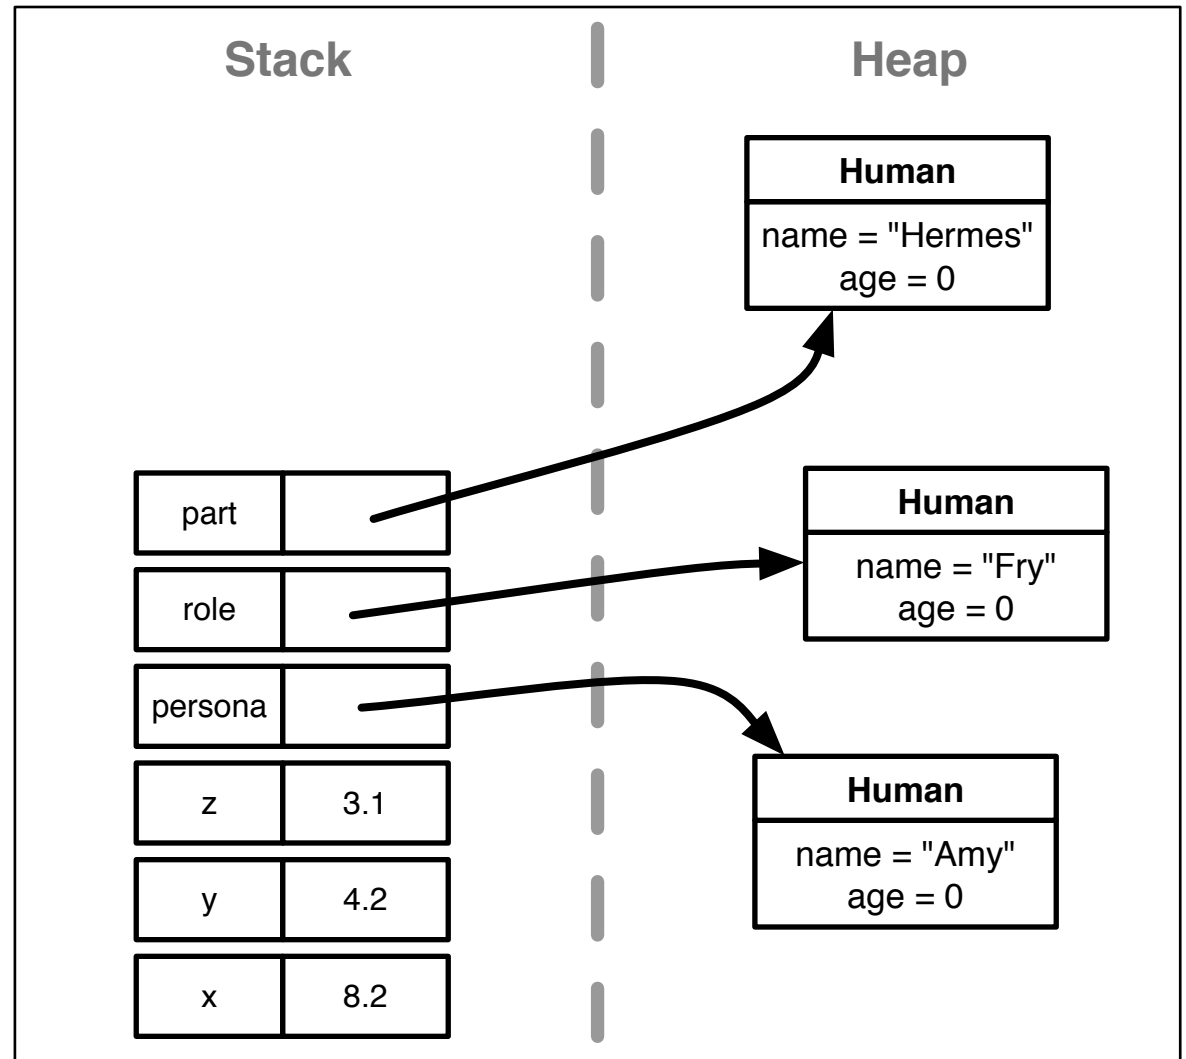 Stack
Heap
Human
name = "Hermes"
age = 0
part
Human
name = "Fry"
age = 0
role
persona
Human
name = "Amy"
age = 0
z 3.1
y 4.2
x 8.2